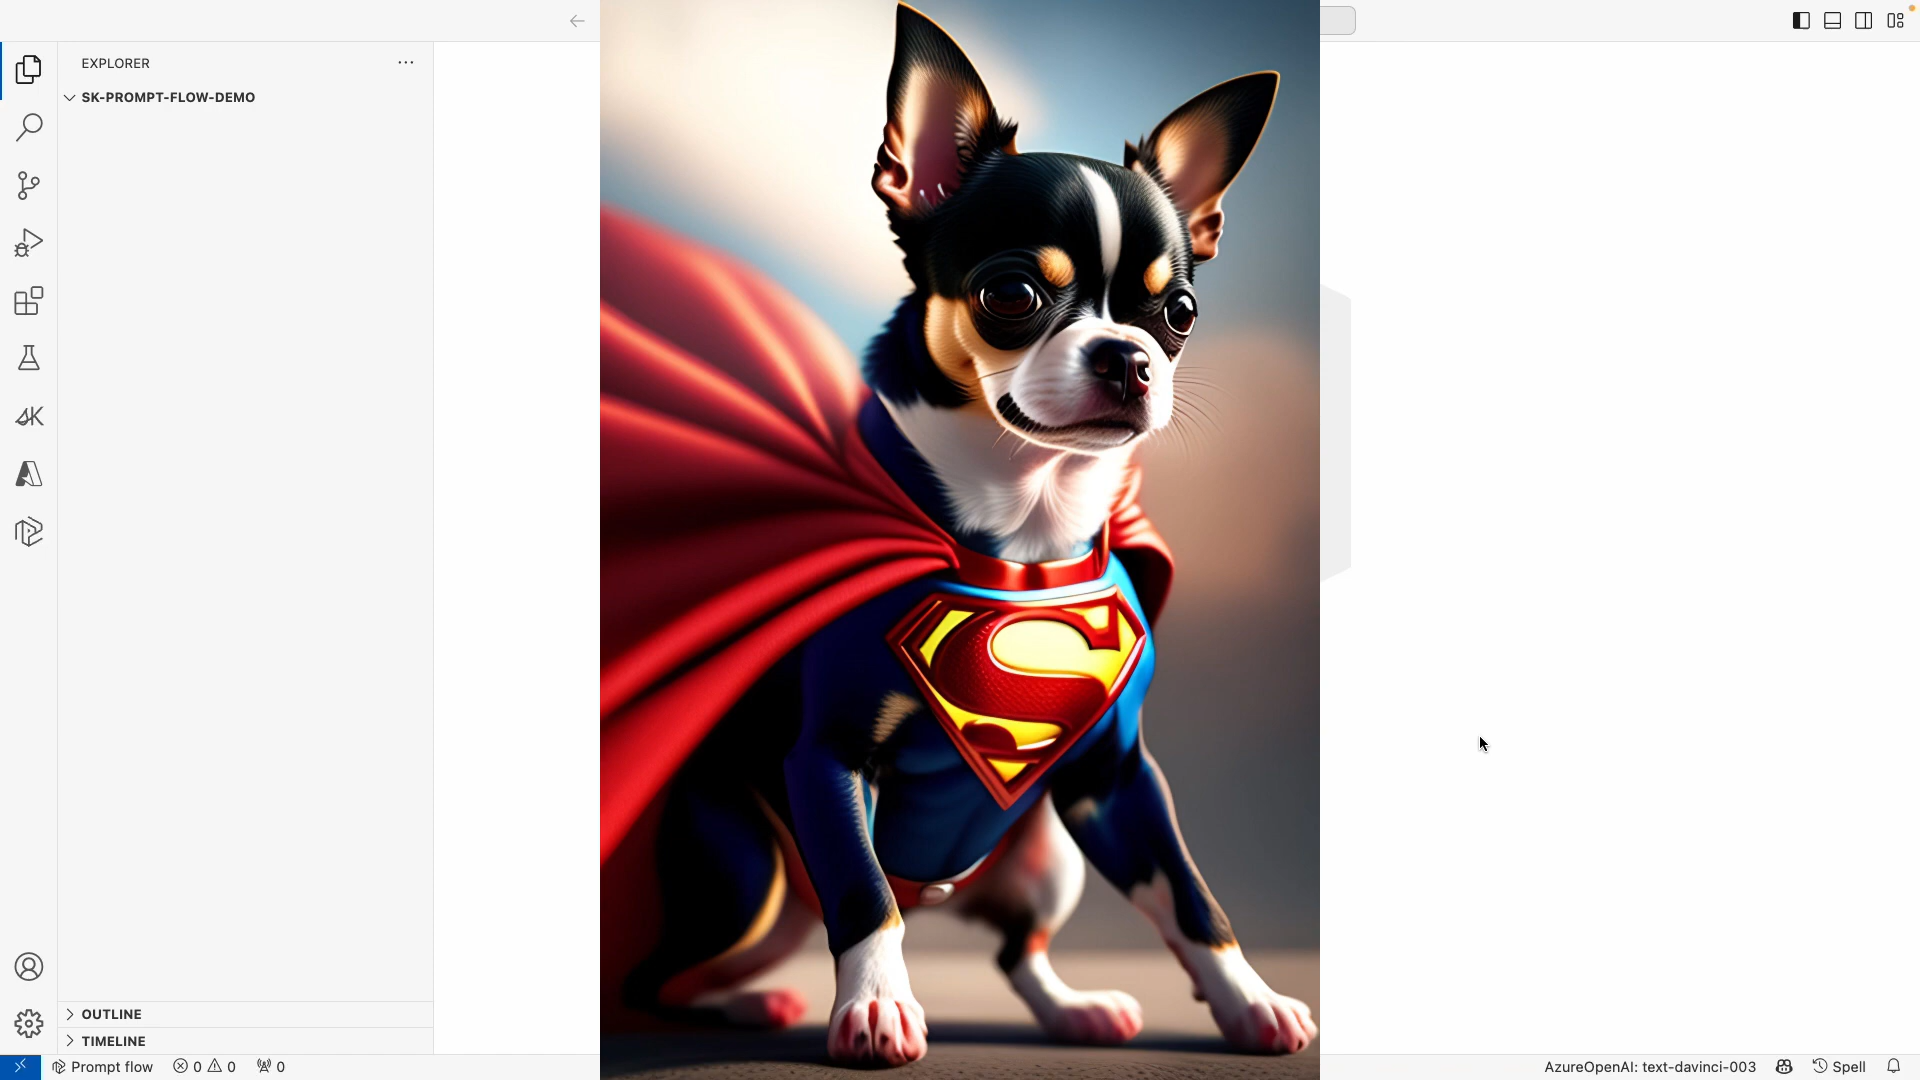 EXPLORER
SK-PROMPT-FLOW-DEMO
S
OUTLINE
TIMELINE
Prompt flow 0 0 0
AzureOpenAI: text-davinci-003 Spell